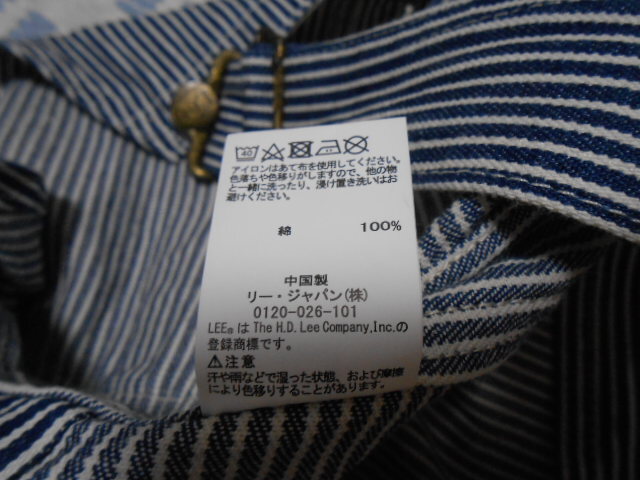 40
アイロンはあて布を使用してください。
色落ちや色移りがしますので、他の物
と一緒に洗ったり、浸け置き洗いはお
避けください。
綿 100%
中国製
リー・ジャパン(株)
0120-026-101
LEE®は The H.D. Lee Company,Inc.の
登録商標です。
⚠注意
汗や雨などで湿った状態、および摩擦
により色移りすることがあります。